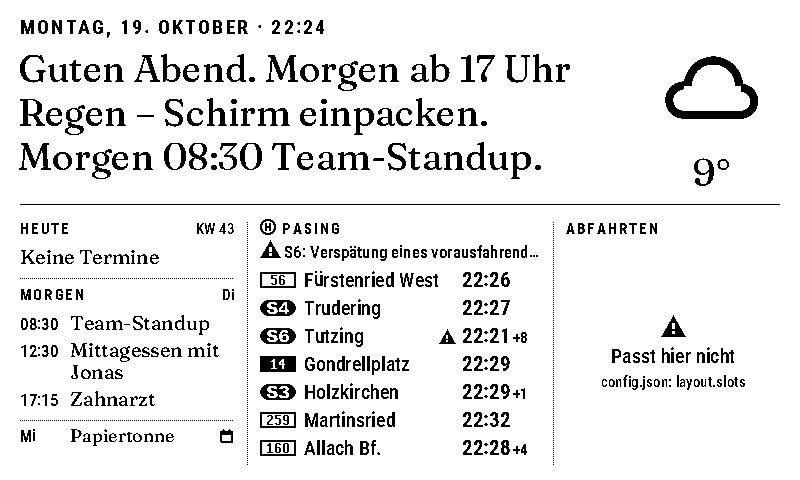 MONTAG, 19. OKTOBER · 22:24
Guten Abend. Morgen ab 17 Uhr
Regen – Schirm einpacken.
Morgen 08:30 Team-Standup.
9°
HEUTE KW 43
Keine Termine
MORGEN Di
08:30 Team-Standup
12:30 Mittagessen mit
Jonas
17:15 Zahnarzt
Mi Papiertonne
H PASING
S6: Verspätung eines vorausfahrend…
56 Fürstenried West 22:26
S4 Trudering 22:27
S6 Tutzing 22:21 +8
14 Gondrellplatz 22:29
S3 Holzkirchen 22:29 +1
259 Martinsried 22:32
160 Allach Bf. 22:28 +4
ABFAHRTEN
Passt hier nicht
config.json: layout.slots